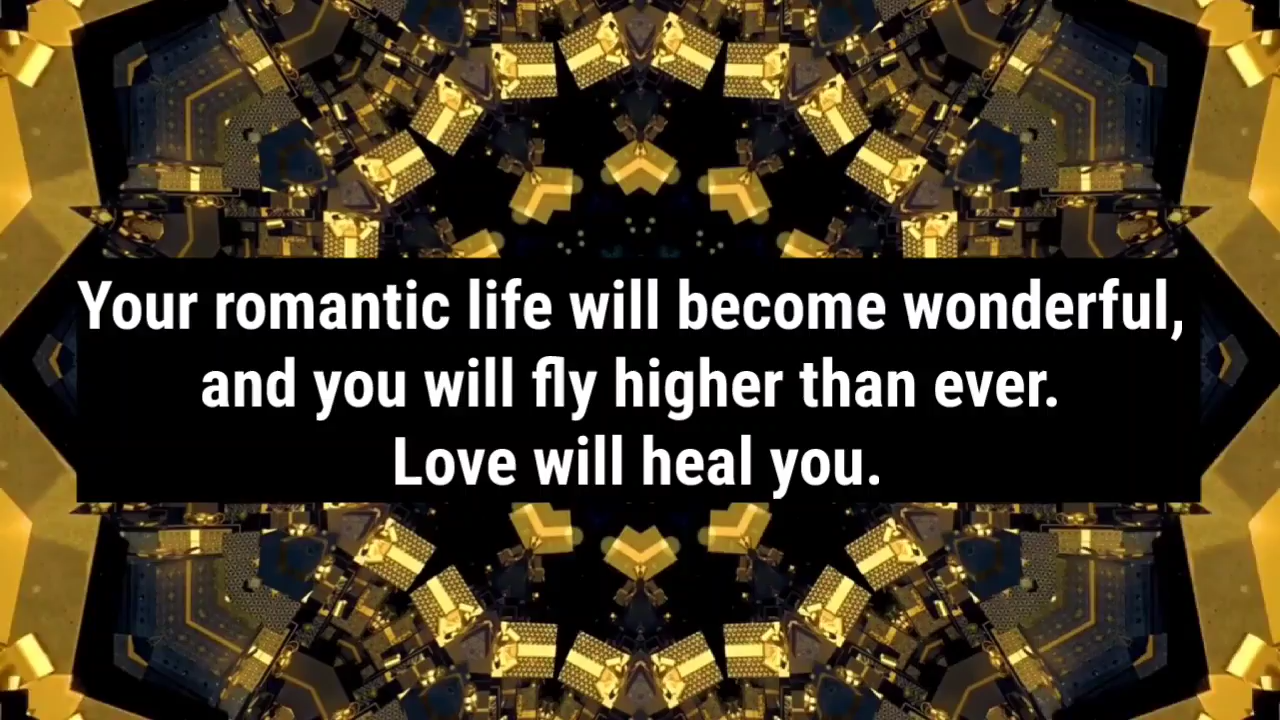 Your romantic life will become wonderful,
and you will fly higher than ever.
Love will heal you.